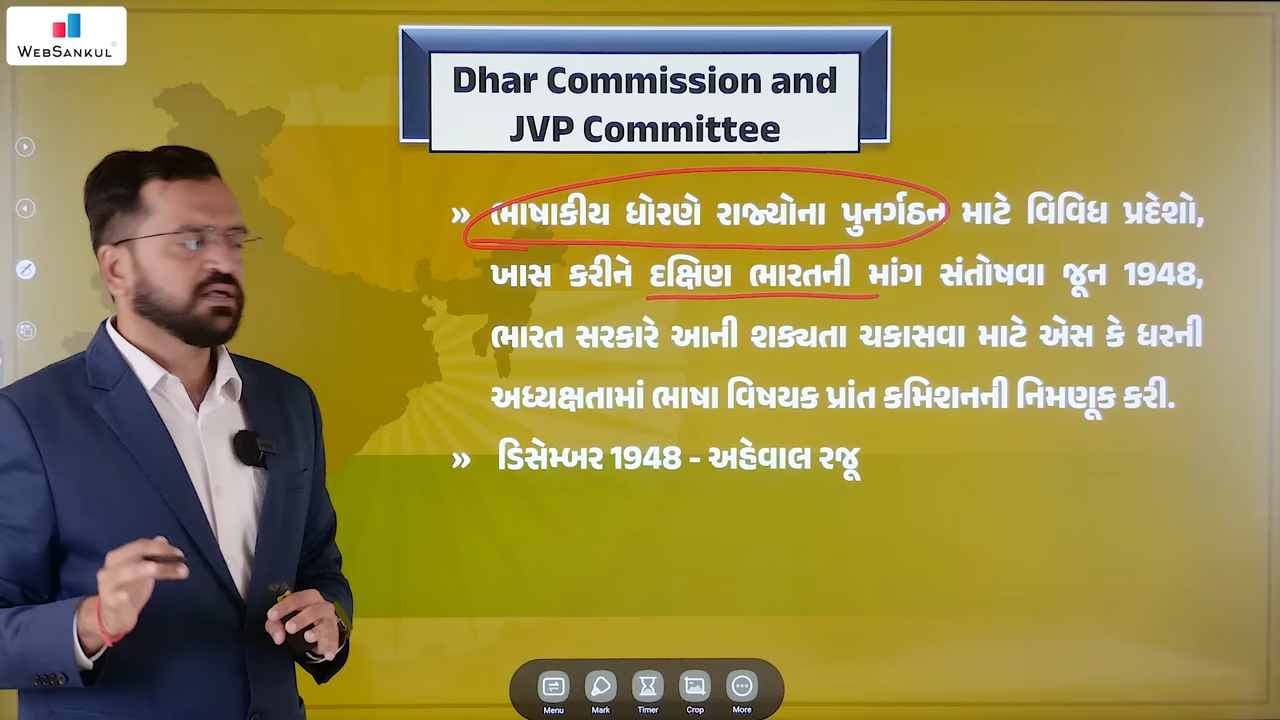 WEBSANKUL
Dhar Commission and
JVP Committee
» ભાષાકીય ધોરણે રાજ્યોના પુનર્ગઠન માટે વિવિધ પ્રદેશો,
ખાસ કરીને દક્ષિણ ભારતની માંગ સંતોષવા જૂન 1948,
ભારત સરકારે આની શક્યતા ચકાસવા માટે એસ કે ધરની
અધ્યક્ષતામાં ભાષા વિષયક પ્રાંત કમિશનની નિમણૂક કરી.
» ડિસેમ્બર 1948 - અહેવાલ રજૂ
Menu Mark Timer Crop More